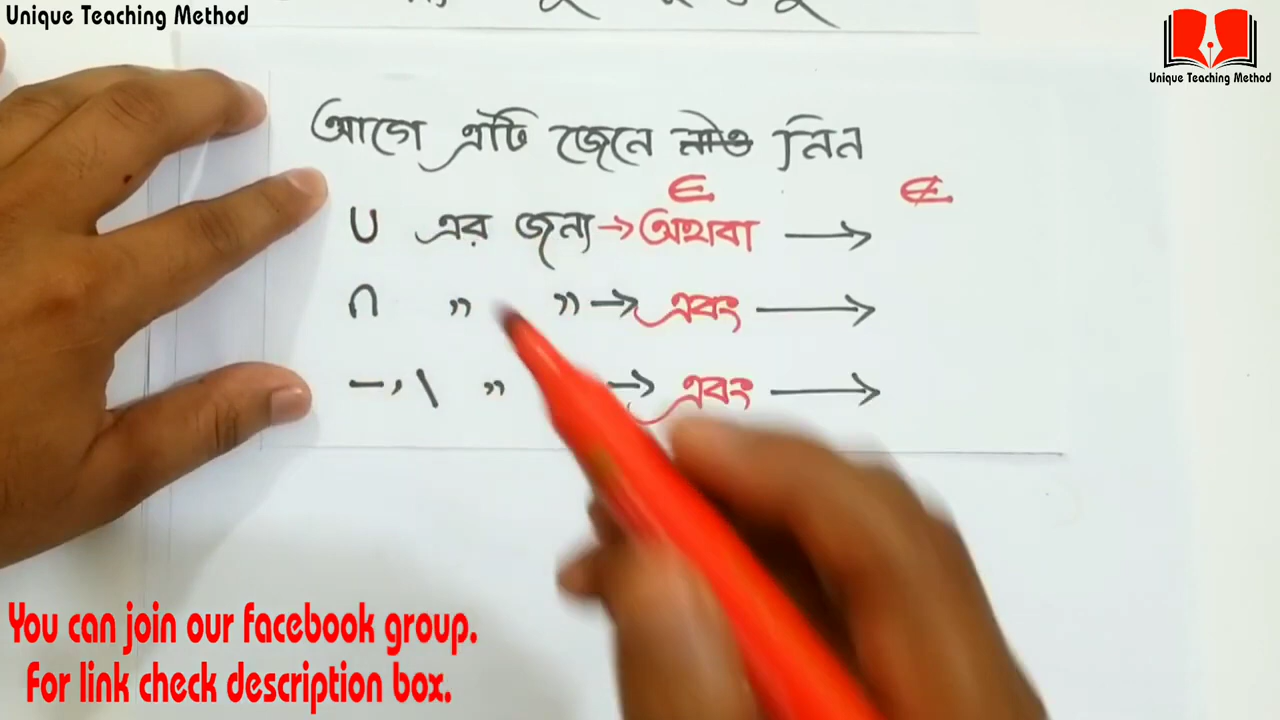 Unique Teaching Method
Unique Teaching Method
আগে এটি জেনে নাও নিন
∈ ∉
∪ এর জন্য → অথবা →
∩ " " → এবং →
−, \ " → এবং →
You can join our facebook group.
For link check description box.